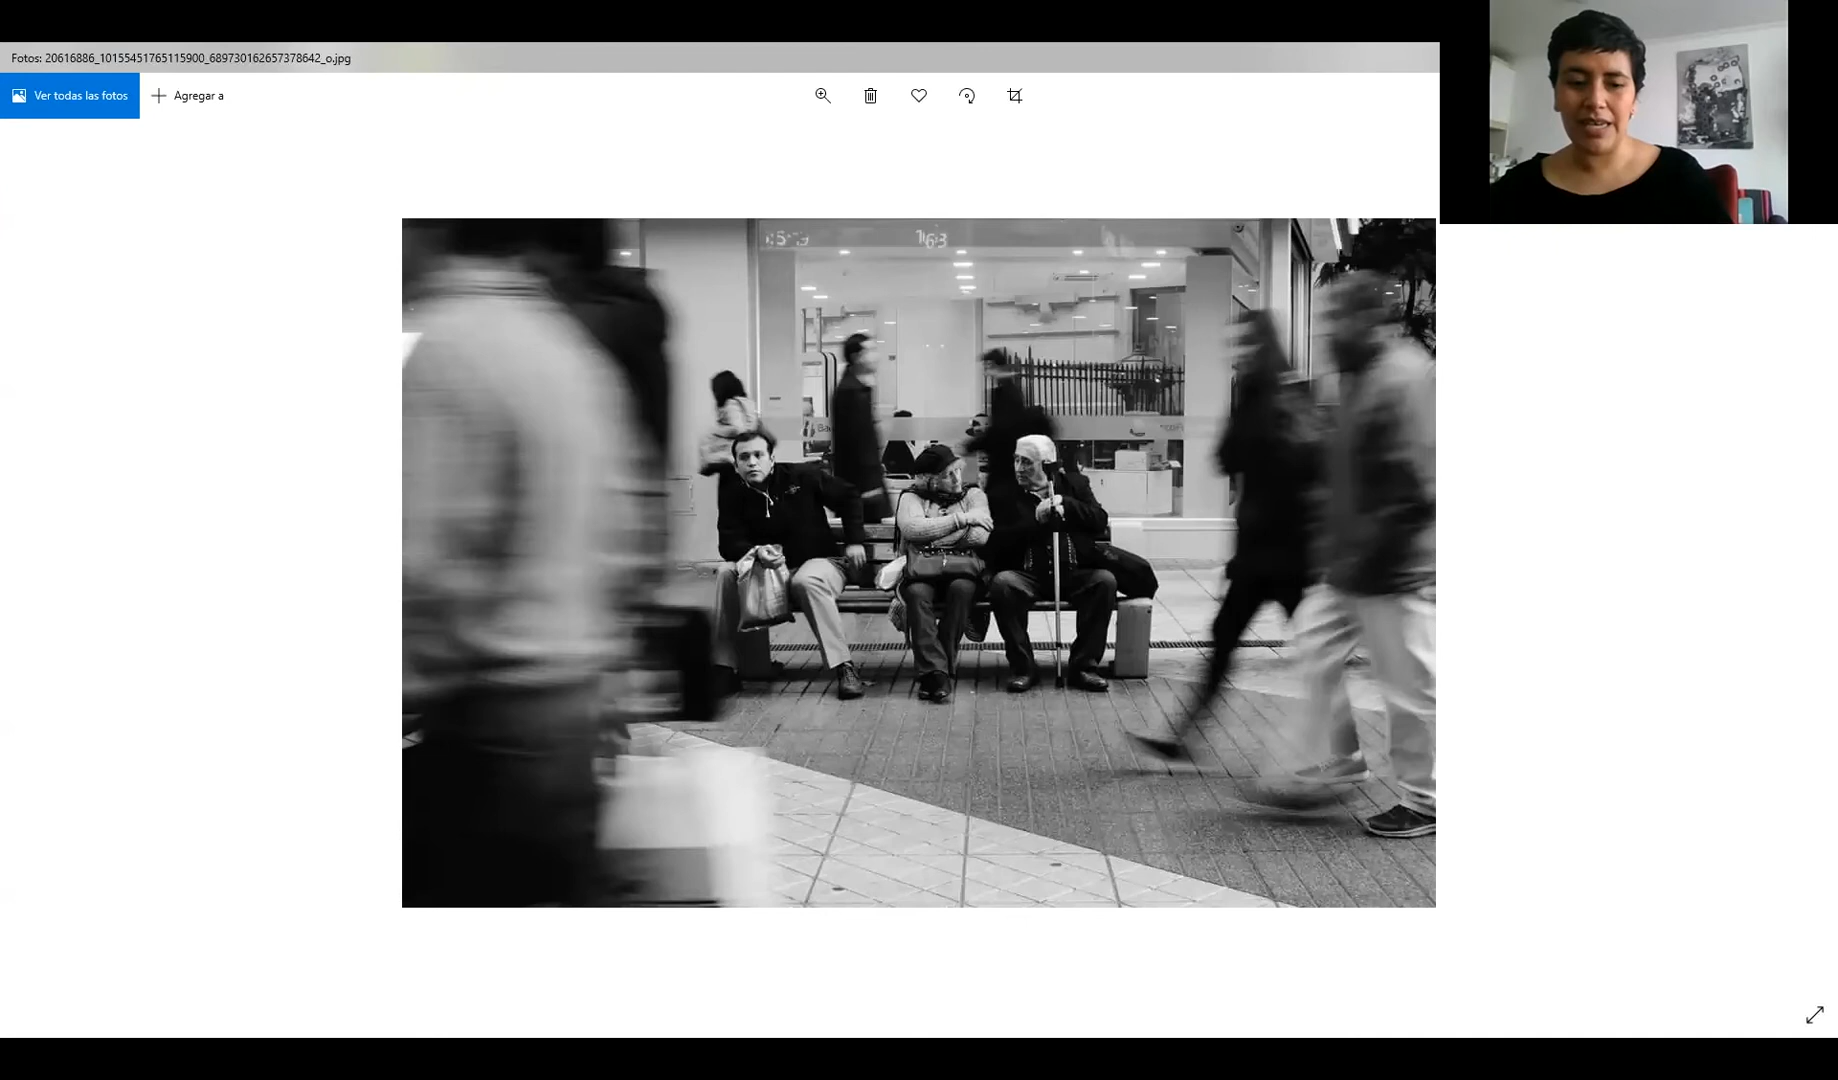 Fotos: 20616886_10155451765115900_689730162657378642_o.jpg
Ver todas las fotos
Agregar a